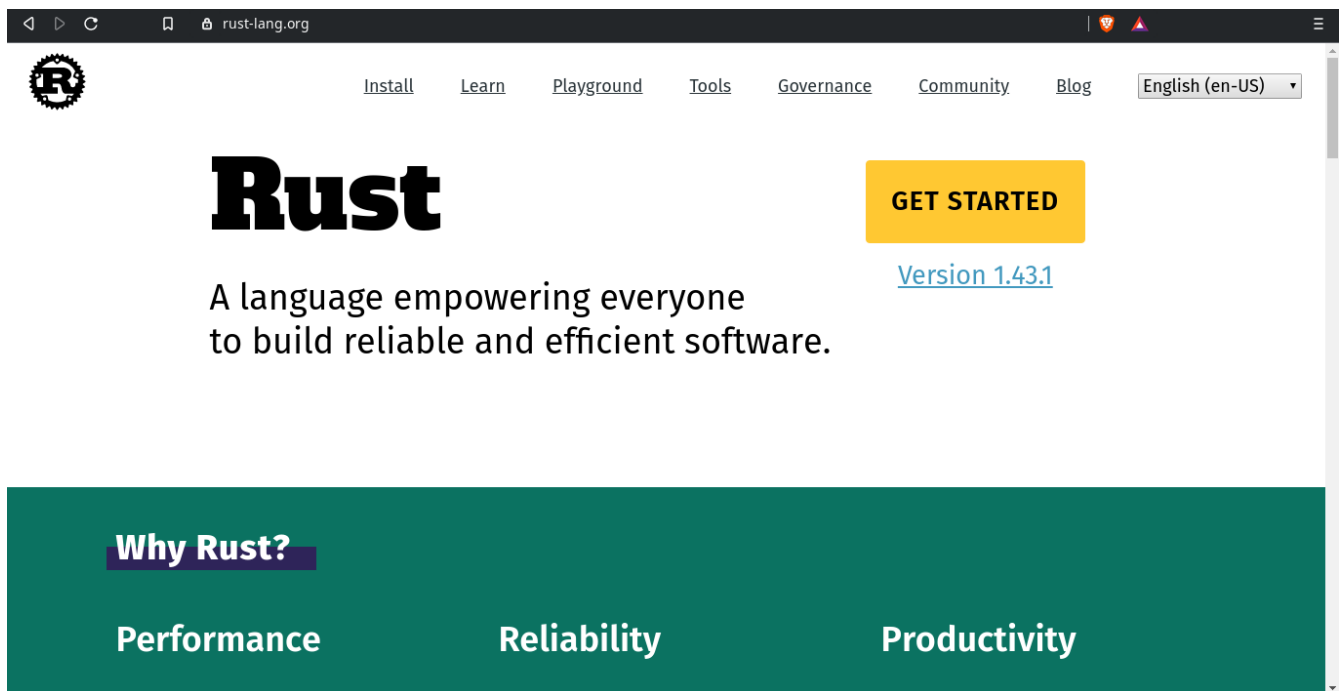 rust-lang.org
R
Install Learn Playground Tools Governance Community Blog English (en-US)
Rust
GET STARTED
Version 1.43.1
A language empowering everyone
to build reliable and efficient software.
Why Rust?
Performance Reliability Productivity